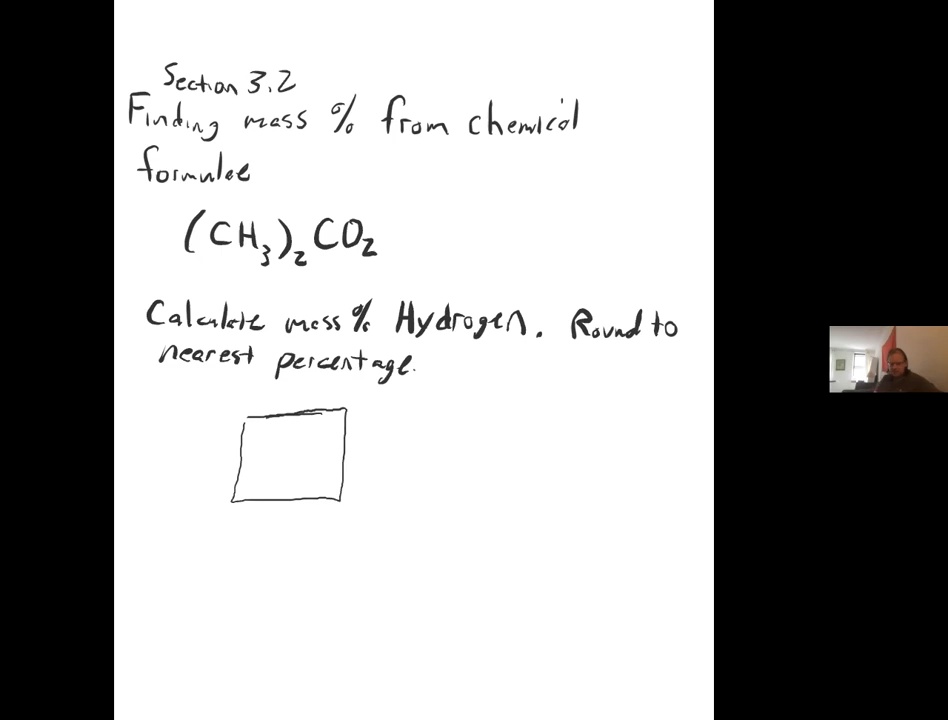 Section 3.2
Finding mass % from chemical
formulae
(CH₃)₂CO₂
Calculate mass % Hydrogen. Round to
nearest percentage.